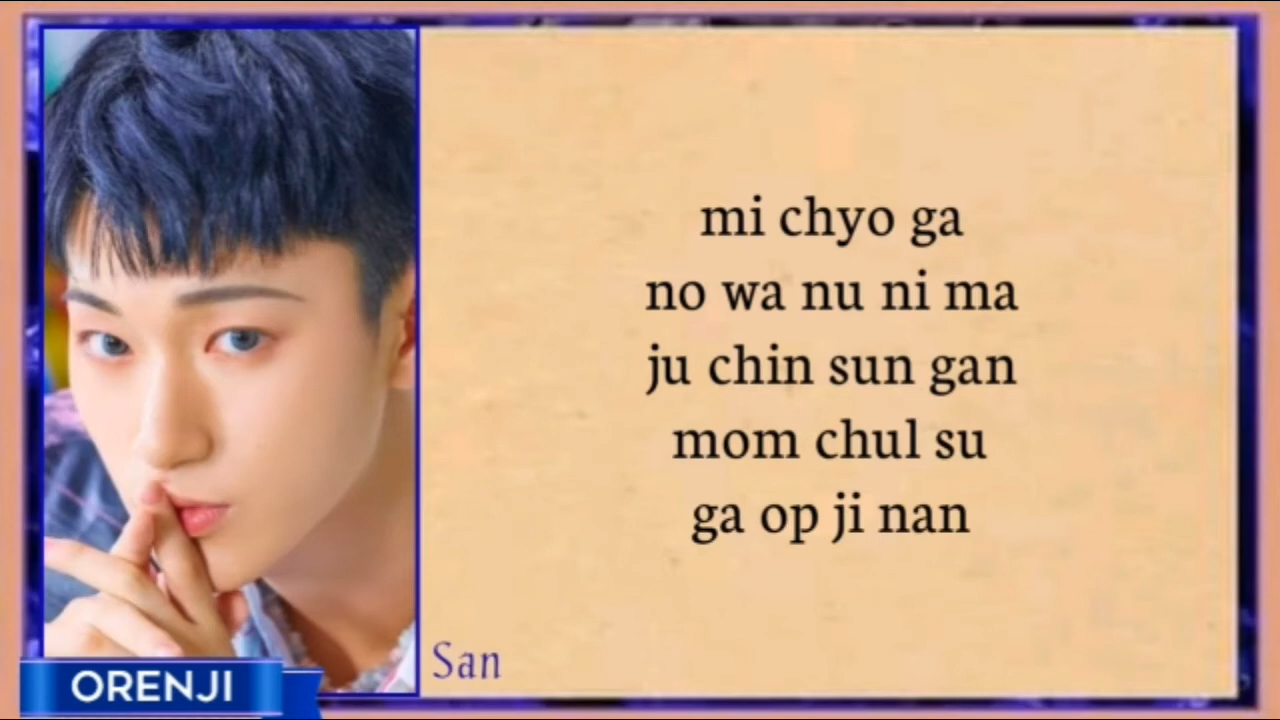 mi chyo ga
no wa nu ni ma
ju chin sun gan
mom chul su
ga op ji nan
San
ORENJI